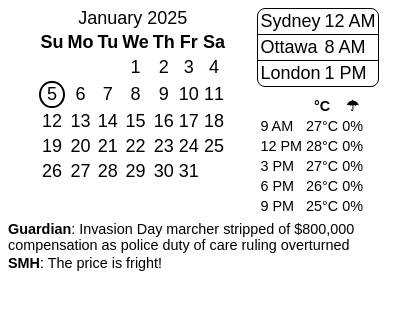 January 2025
Su Mo Tu We Th Fr Sa
1 2 3 4
5 6 7 8 9 10 11
12 13 14 15 16 17 18
19 20 21 22 23 24 25
26 27 28 29 30 31
Sydney 12 AM
Ottawa 8 AM
London 1 PM
°C ☂
9 AM 27°C 0%
12 PM 28°C 0%
3 PM 27°C 0%
6 PM 26°C 0%
9 PM 25°C 0%
Guardian: Invasion Day marcher stripped of $800,000
compensation as police duty of care ruling overturned
SMH: The price is fright!